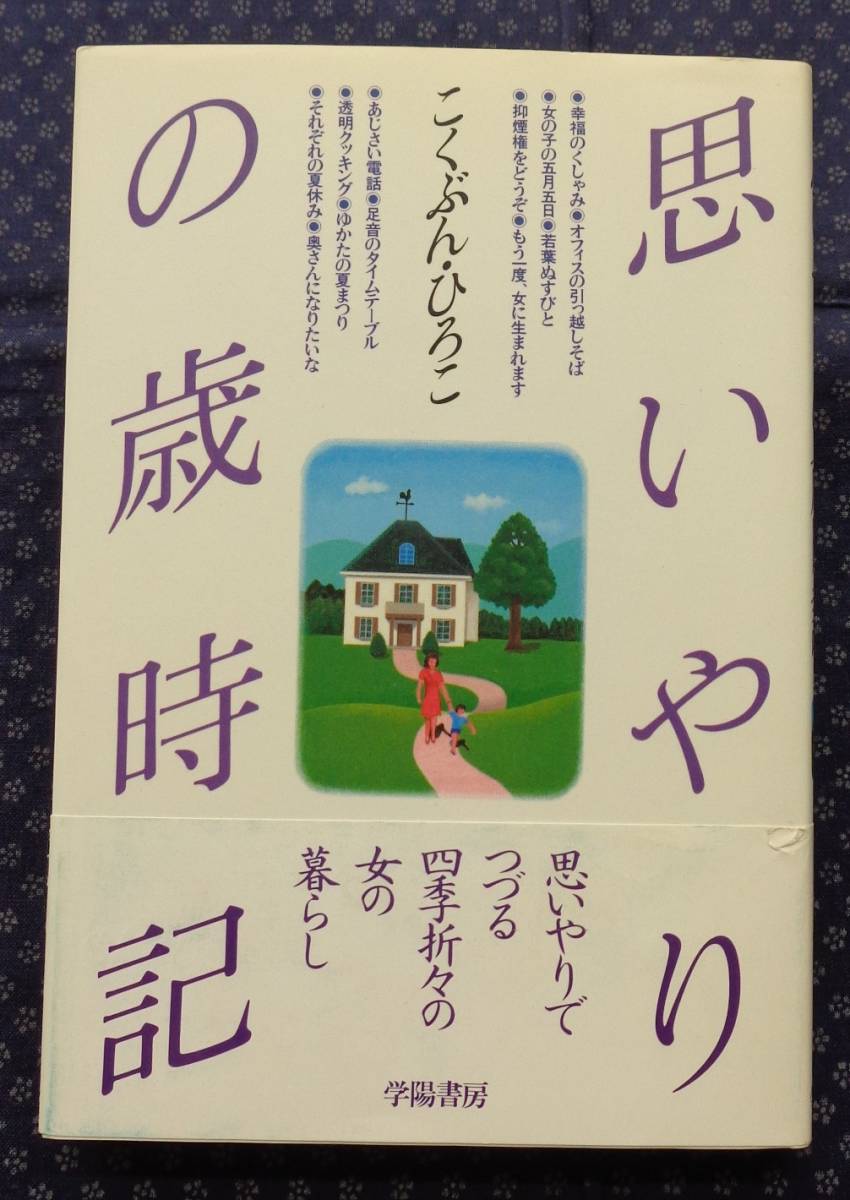 思いやり
の歳時記
◉幸福のくしゃみ◉オフィスの引っ越しそば
◉女の子の五月五日◉若葉ぬすびと
◉抑煙権をどうぞ◉もう一度、女に生まれます
こくぶん・ひろこ
◉あじさい電話◉足音のタイムテーブル
◉透明クッキング◉ゆかたの夏まつり
◉それぞれの夏休み◉奥さんになりたいな
思いやりで
つづる
四季折々の
女の
暮らし
学陽書房